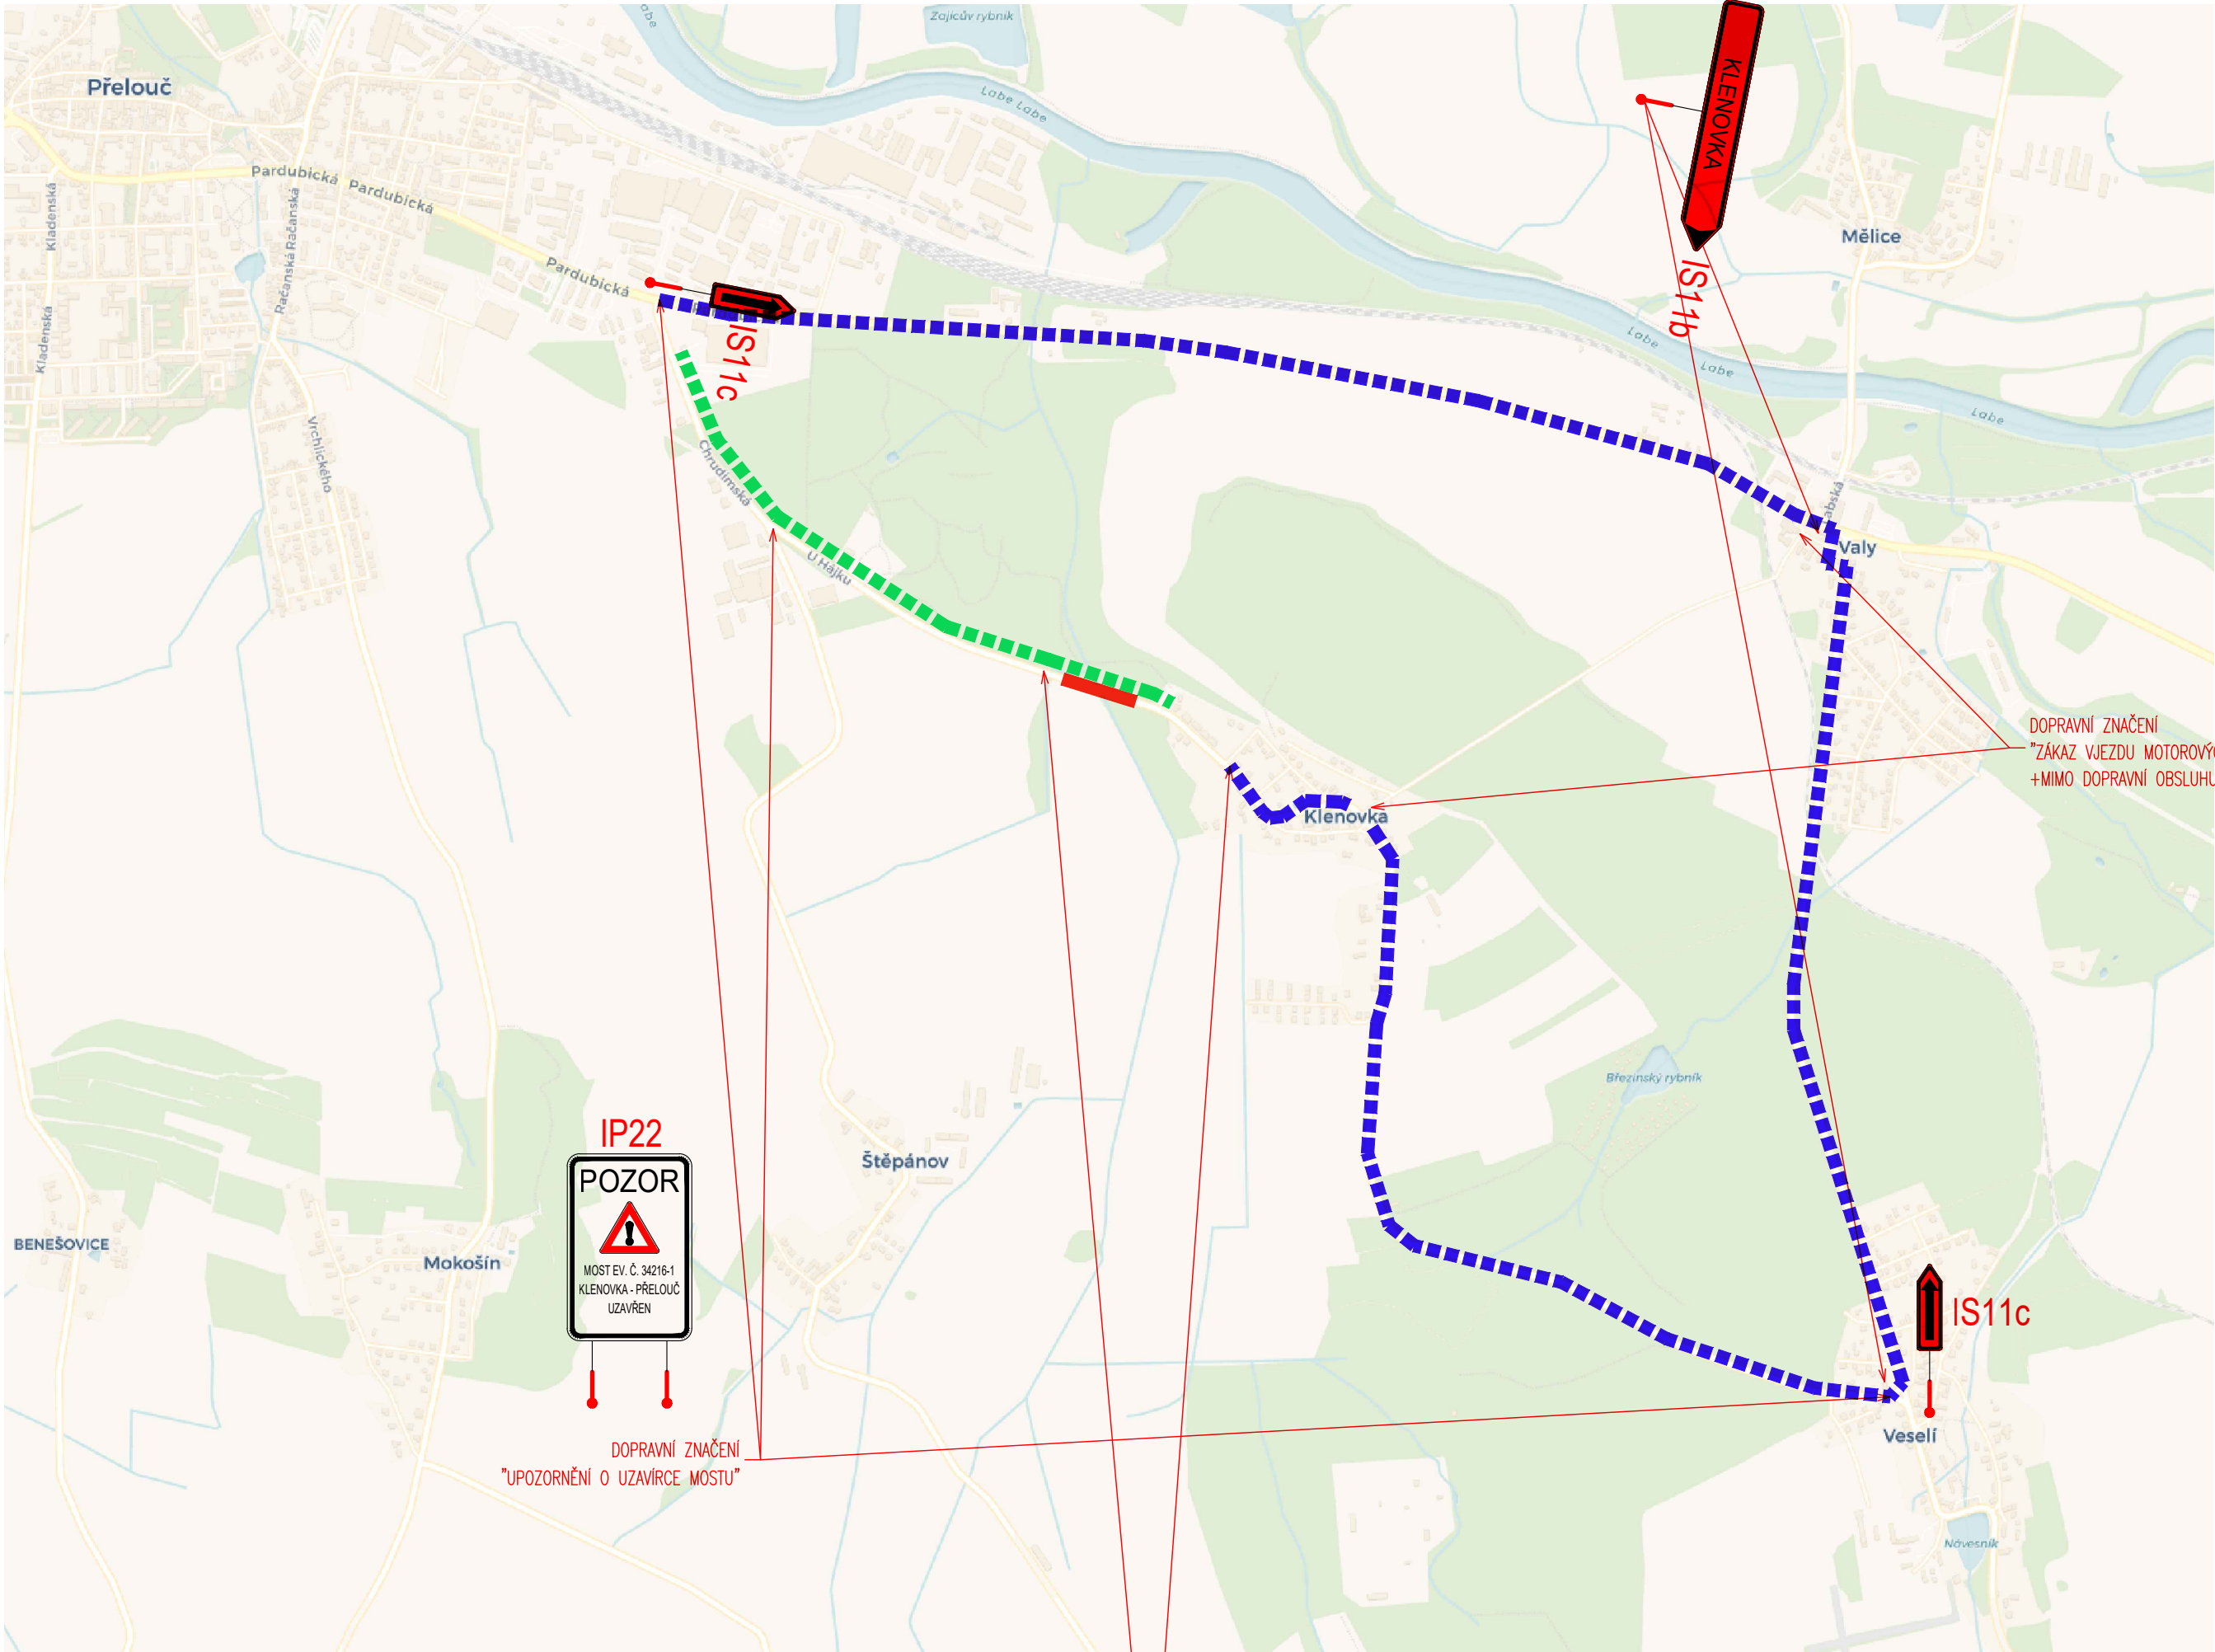 Zajícův rybník
Přelouč
KLENOVKA
Labe Labe
Pardubická Pardubická
Kladenská
Račanská Račanská
Mělice
Pardubická
IS11b
IS11c
Kladenská
Labe
Labe
Labe
Vrchlického
Chrudimská
Valy
U Hájku
DOPRAVNÍ ZNAČENÍ
"ZÁKAZ VJEZDU
+MIMO DOPRAVNÍ OBSLUHU
Klenovka
Březinský rybník
IP22
POZOR
Štěpánov
BENEŠOVICE
Mokošín
MOST EV. Č. 34216-1
KLENOVKA - PŘELOUČ
UZAVŘEN
IS11c
Veselí
DOPRAVNÍ ZNAČENÍ
"UPOZORNĚNÍ O UZAVÍRCE MOSTU"
Návesník